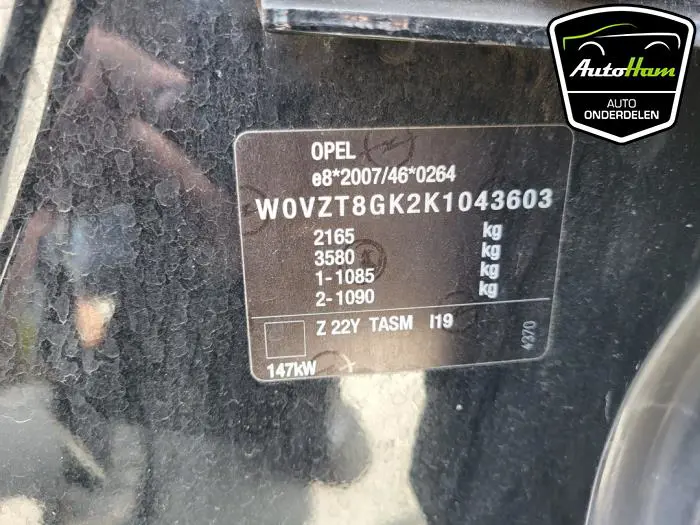 AutoHam
AUTO
ONDERDELEN
OPEL
e8*2007/46*0264
W0VZT8GK2K1043603
2165 kg
3580 kg
1-1085 kg
2-1090 kg
Z 22Y TASM I19
4370
147kW